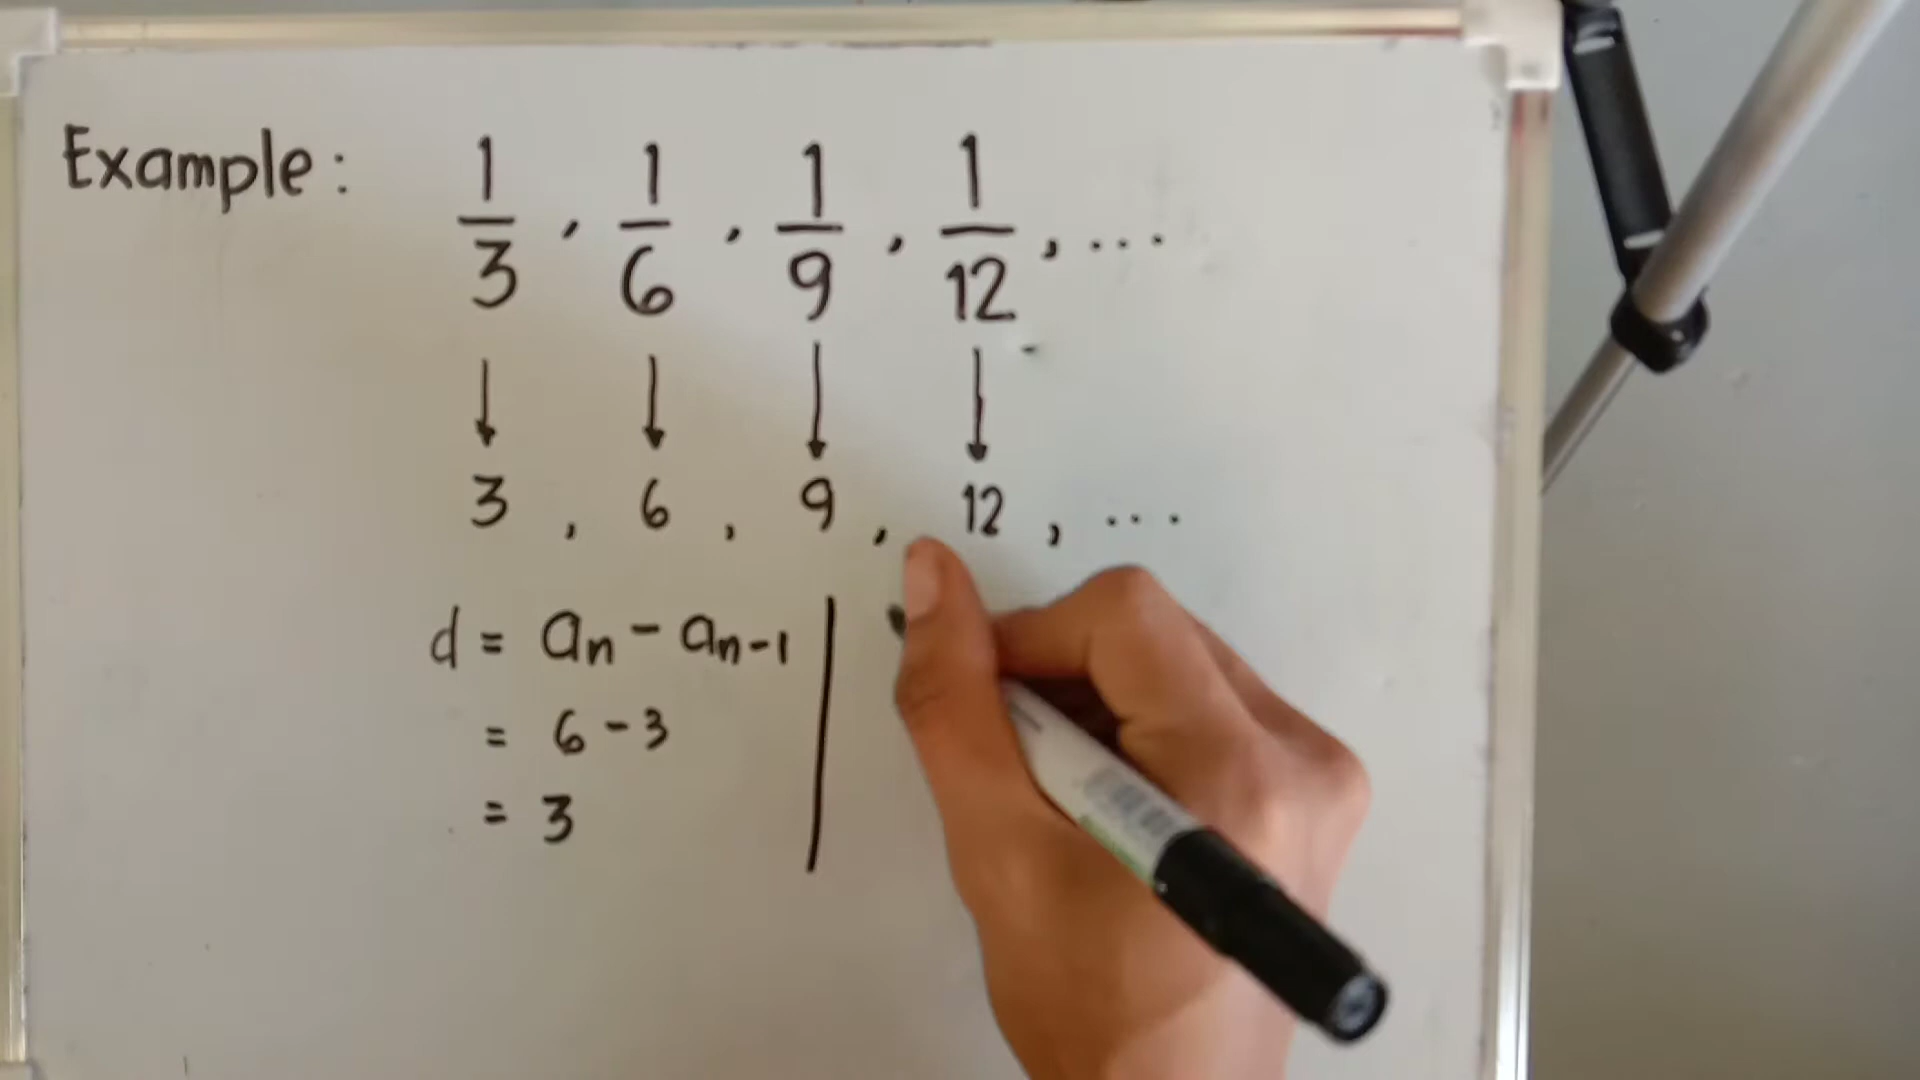 Example: 1/3, 1/6, 1/9, 1/12, ...
↓ ↓ ↓ ↓
3, 6, 9, 12, ...
d = aₙ - aₙ₋₁
= 6 - 3
= 3